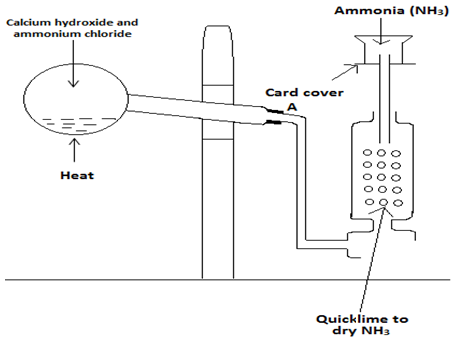 Calcium hydroxide and
ammonium chloride
Ammonia (NH₃)
Card cover
A
Heat
Quicklime to
dry NH₃